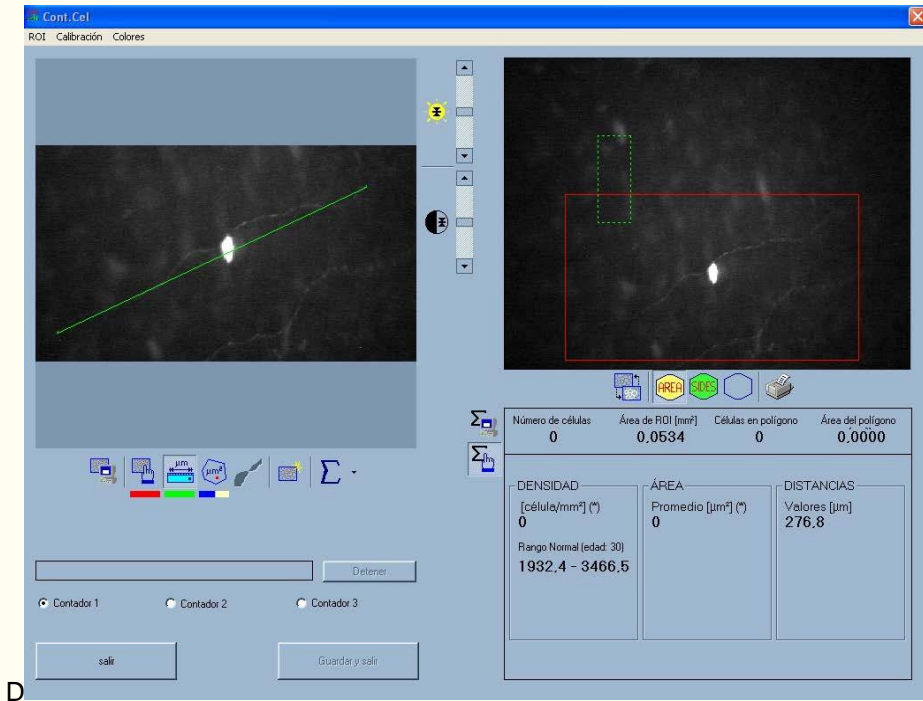 Cont.Cel
ROI Calibración Colores
AREA SIDES
µm µm²
Σ
Σ
Σ
Número de células Área de ROI [mm²] Células en polígono Área del polígono
0 0,0534 0 0,0000
DENSIDAD ÁREA DISTANCIAS
[célula/mm²] (*) Promedio [µm²] (*) Valores [µm]
0 0 276,8
Rango Normal (edad: 30)
1932,4 - 3466,5
Detener
Contador 1 Contador 2 Contador 3
salir Guardar y salir
D